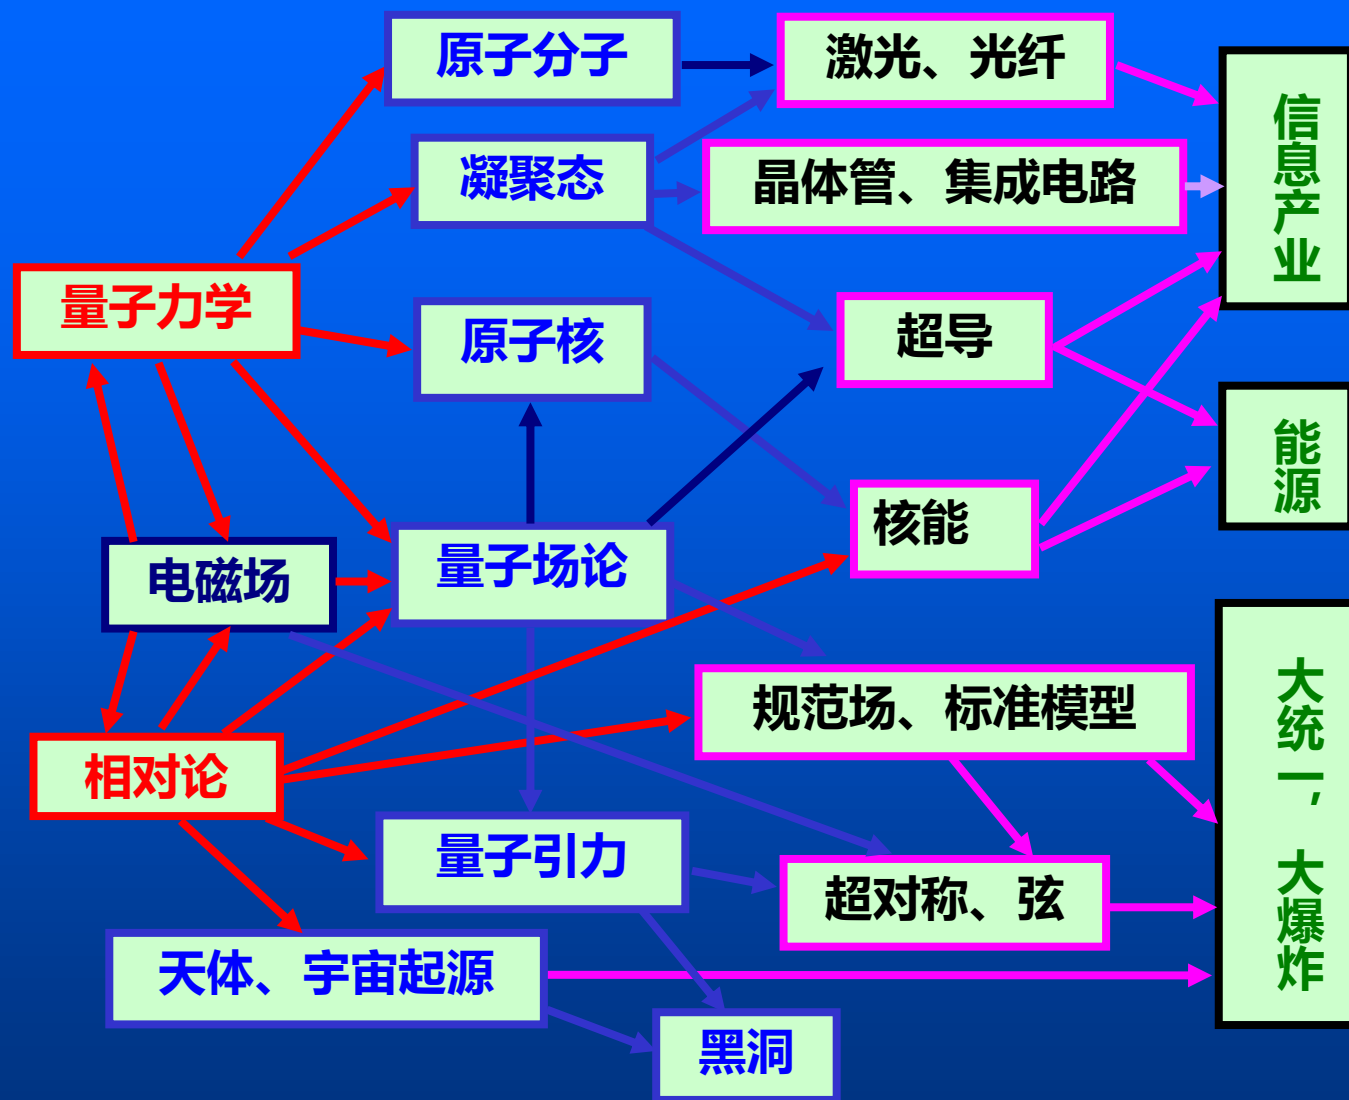 原子分子
激光、光纤
信息产业
凝聚态
晶体管、集成电路
量子力学
原子核
超导
能源
核能
电磁场
量子场论
大统一,大爆炸
规范场、标准模型
相对论
量子引力
超对称、弦
天体、宇宙起源
黑洞